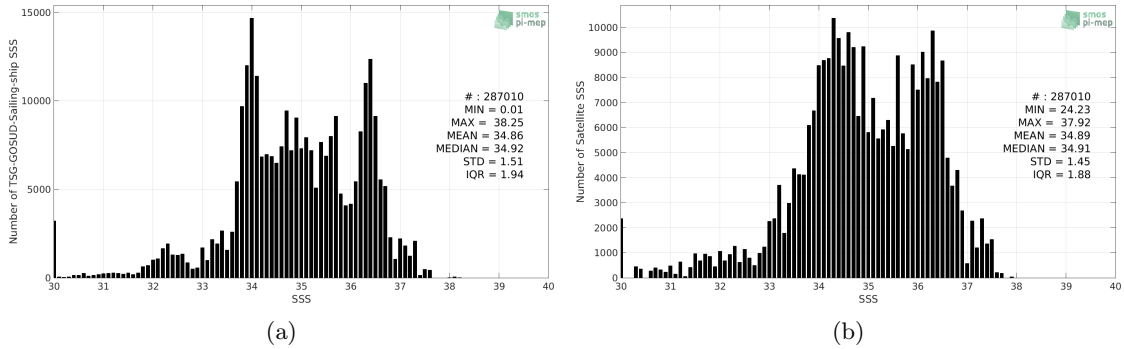 15000
10000
5000
0
30 31 32 33 34 35 36 37 38 39 40
SSS
Number of TSG-GOSUD-Sailing-ship SSS
smos
pi-mep
# : 287010
MIN = 0.01
MAX = 38.25
MEAN = 34.86
MEDIAN = 34.92
STD = 1.51
IQR = 1.94
(a)
10000
9000
8000
7000
6000
5000
4000
3000
2000
1000
0
30 31 32 33 34 35 36 37 38 39 40
SSS
Number of Satellite SSS
smos
pi-mep
# : 287010
MIN = 24.23
MAX = 37.92
MEAN = 34.89
MEDIAN = 34.91
STD = 1.45
IQR = 1.88
(b)